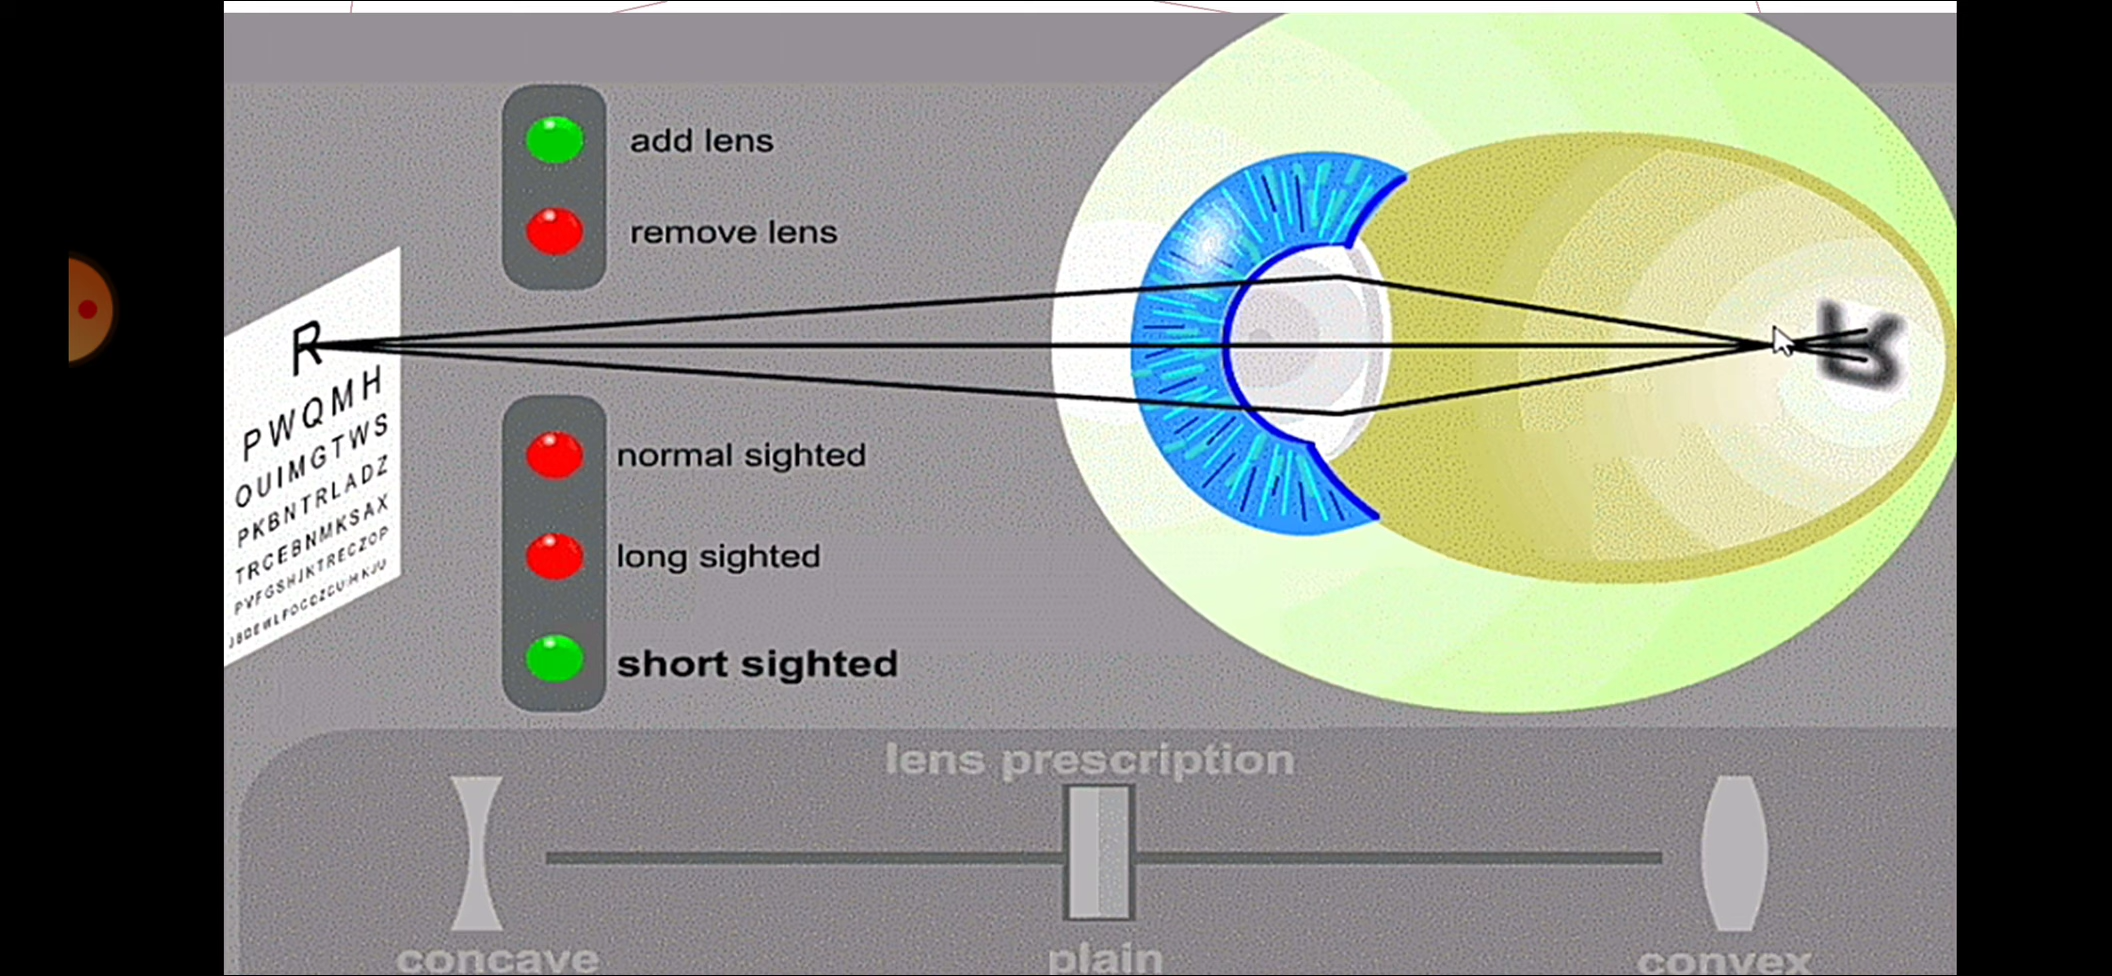 add lens
remove lens
R
PWQMH
OUIMGTWS
PKBNTRLADZ
TRCEBNMKSAX
normal sighted
long sighted
short sighted
R
lens prescription
concave
plain
convex